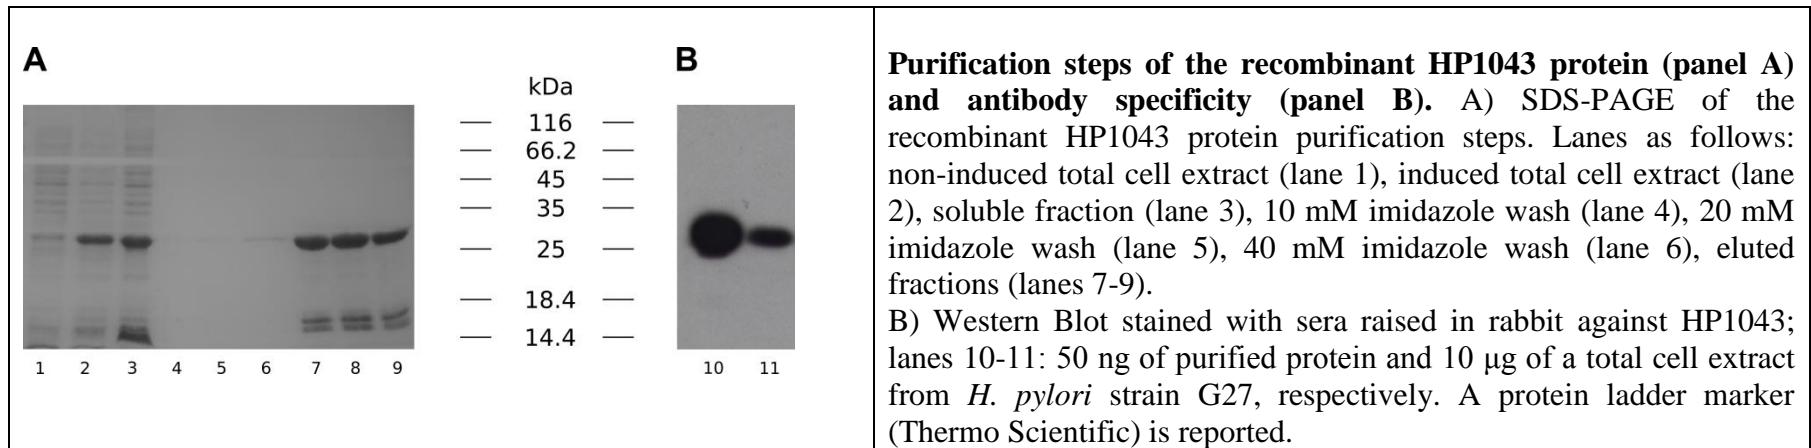 A
B
kDa
116
66.2
45
35
25
18.4
14.4
1 2 3 4 5 6 7 8 9
10 11
Purification steps of the recombinant HP1043 protein (panel A)
and antibody specificity (panel B). A) SDS-PAGE of the
recombinant HP1043 protein purification steps. Lanes as follows:
non-induced total cell extract (lane 1), induced total cell extract (lane
2), soluble fraction (lane 3), 10 mM imidazole wash (lane 4), 20 mM
imidazole wash (lane 5), 40 mM imidazole wash (lane 6), eluted
fractions (lanes 7-9).
B) Western Blot stained with sera raised in rabbit against HP1043;
lanes 10-11: 50 ng of purified protein and 10 μg of a total cell extract
from H. pylori strain G27, respectively. A protein ladder marker
(Thermo Scientific) is reported.